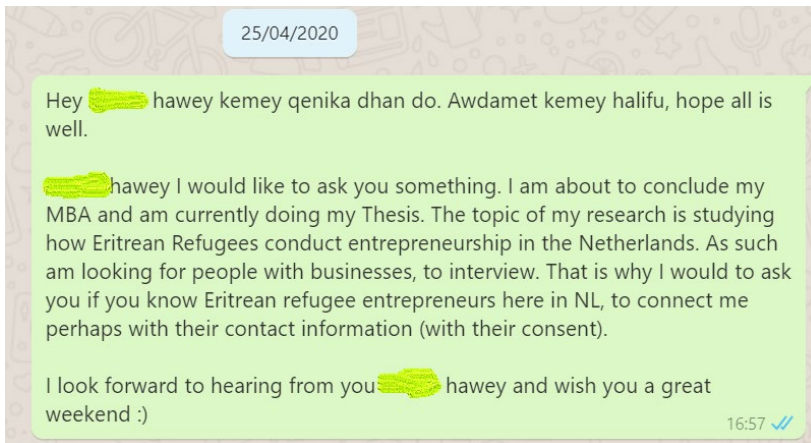 25/04/2020
Hey hawey kemey qenika dhan do. Awdamet kemey halifu, hope all is
well.
hawey I would like to ask you something. I am about to conclude my
MBA and am currently doing my Thesis. The topic of my research is studying
how Eritrean Refugees conduct entrepreneurship in the Netherlands. As such
am looking for people with businesses, to interview. That is why I would to ask
you if you know Eritrean refugee entrepreneurs here in NL, to connect me
perhaps with their contact information (with their consent).
I look forward to hearing from you hawey and wish you a great
weekend :)
16:57